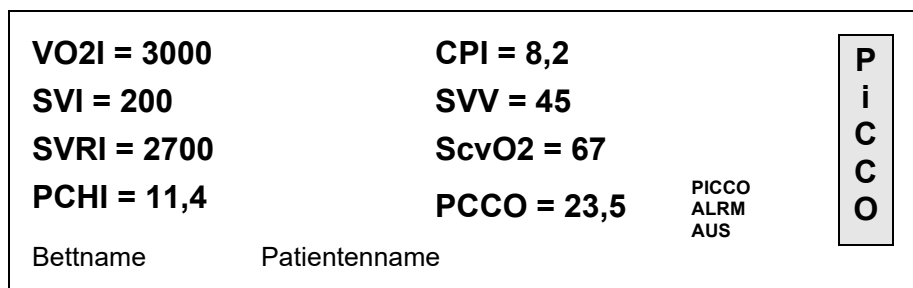 VO2I = 3000
SVI = 200
SVRI = 2700
PCHI = 11,4
CPI = 8,2
SVV = 45
ScvO2 = 67
PCCO = 23,5
PICCO
ALRM
AUS
P
i
C
C
O
Bettname
Patientenname